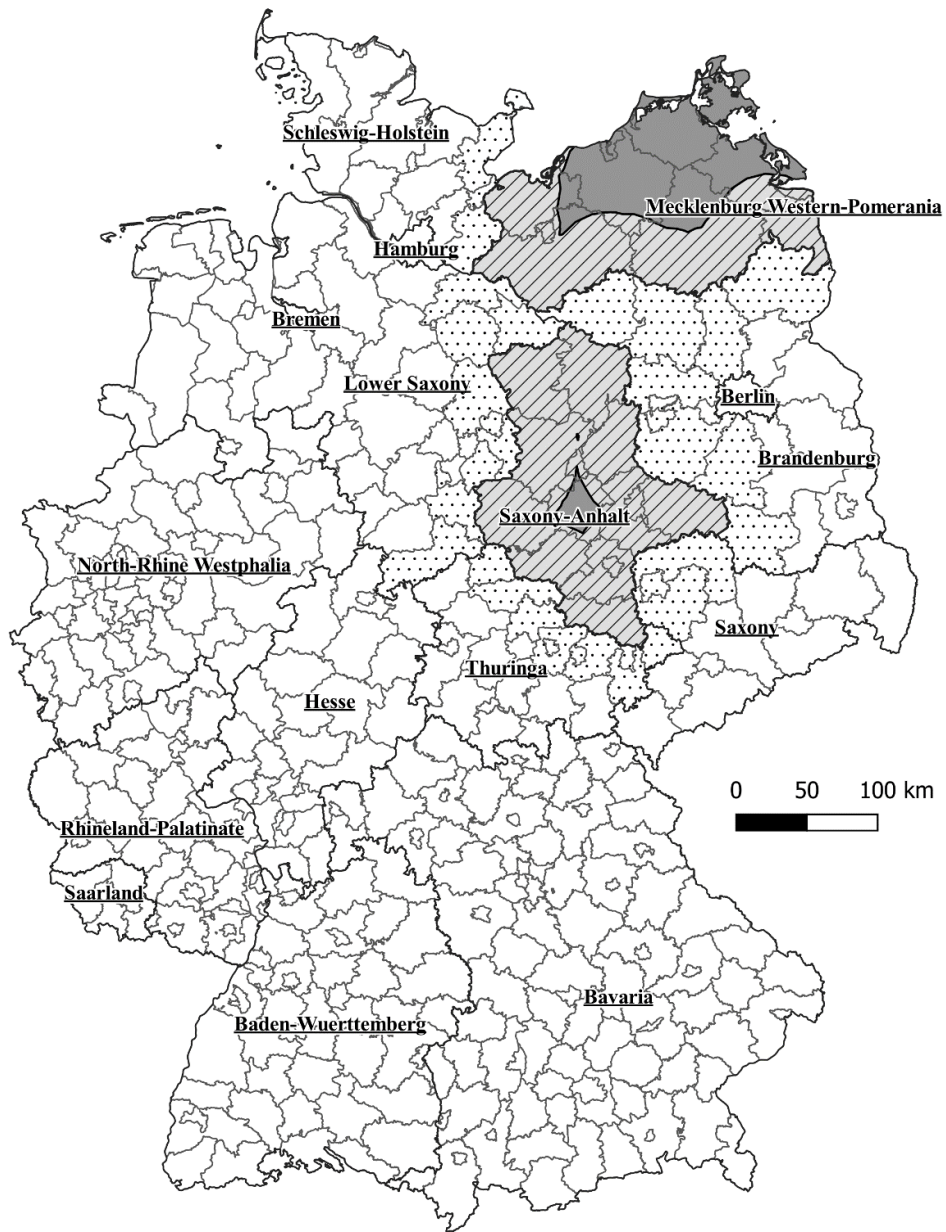 Schleswig-Holstein
Mecklenburg Western-Pomerania
Hamburg
Bremen
Lower Saxony
Berlin
Brandenburg
Saxony-Anhalt
North-Rhine Westphalia
Saxony
Thuringa
Hesse
0 50 100 km
Rhineland-Palatinate
Saarland
Bavaria
Baden-Wuerttemberg